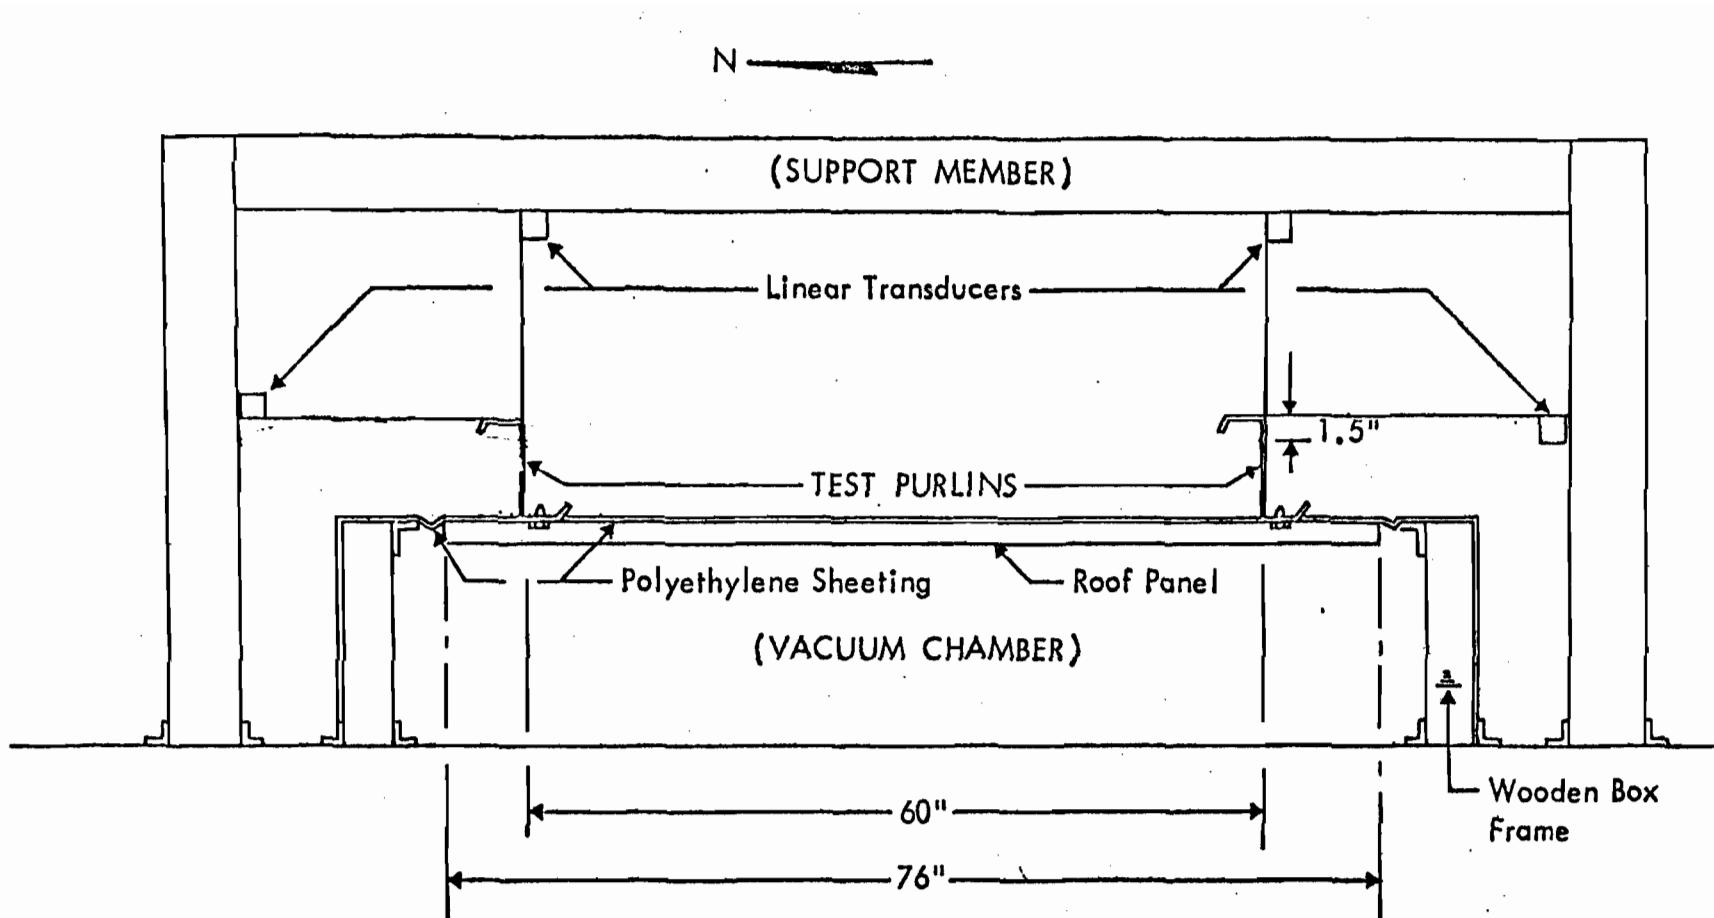 N
(SUPPORT MEMBER)
Linear Transducers
1.5"
TEST PURLINS
Polyethylene Sheeting
Roof Panel
(VACUUM CHAMBER)
60"
Wooden Box
Frame
76"